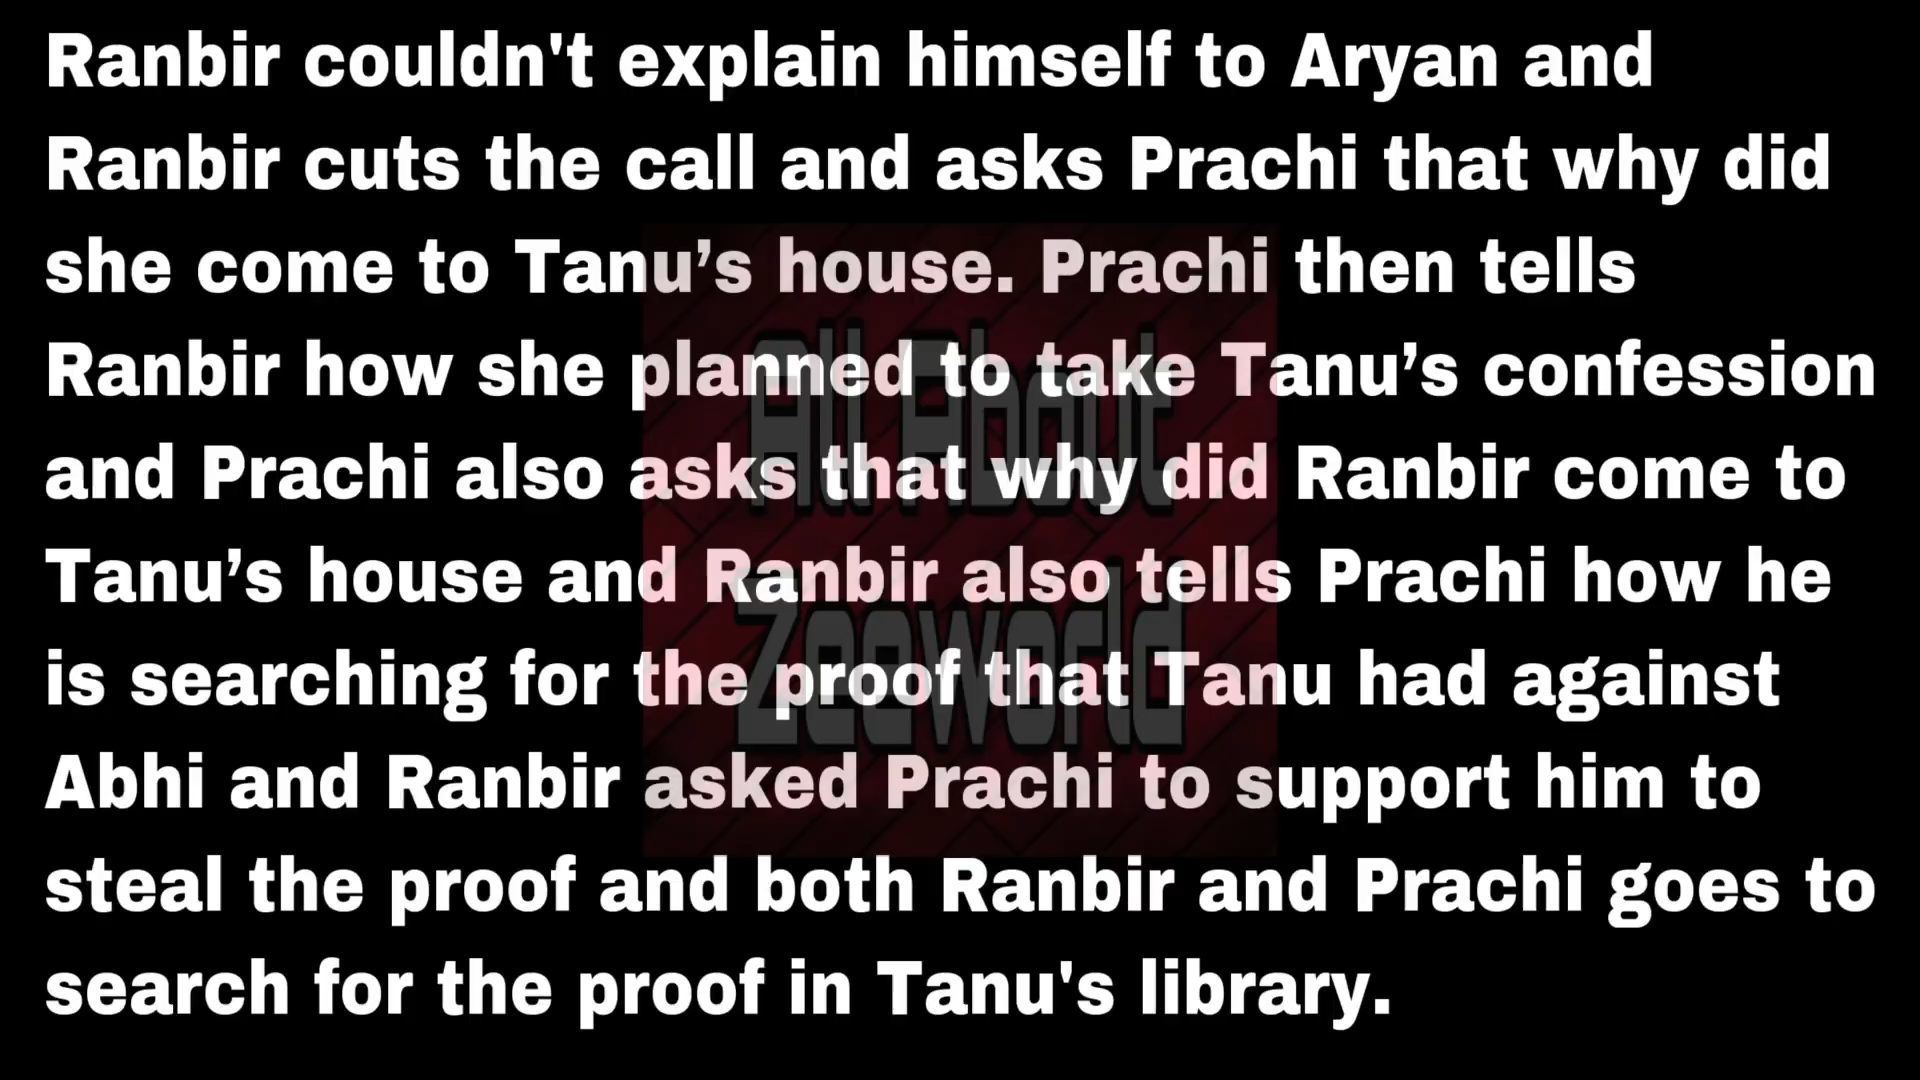 Ranbir couldn't explain himself to Aryan and
Ranbir cuts the call and asks Prachi that why did
she come to Tanu’s house. Prachi then tells
Ranbir how she planned to take Tanu’s confession
and Prachi also asks that why did Ranbir come to
Tanu’s house and Ranbir also tells Prachi how he
is searching for the proof that Tanu had against
Abhi and Ranbir asked Prachi to support him to
steal the proof and both Ranbir and Prachi goes to
search for the proof in Tanu's library.
All About
Zeeworld